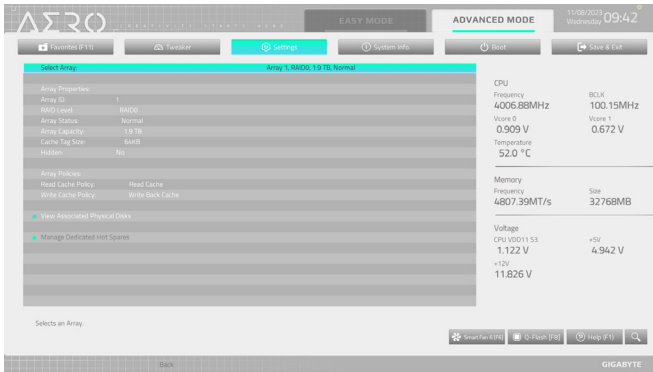 AERO
CREATIVITY STARTS HERE
EASY MODE
ADVANCED MODE
11/08/2023
Wednesday
09:42
Favorites (F11)
Tweaker
Settings
System Info.
Boot
Save & Exit
Select Array:
Array 1, RAID0, 1.9 TB, Normal
Array Properties:
Array ID: 1
RAID Level: RAID0
Array Status: Normal
Array Capacity: 1.9 TB
Cache Tag Size: 64KB
Hidden: No
Array Policies:
Read Cache Policy: Read Cache
Write Cache Policy: Write Back Cache
View Associated Physical Disks
Manage Dedicated Hot Spares
CPU
Frequency BCLK
4006.88MHz 100.15MHz
Vcore 0 Vcore 1
0.909 V 0.672 V
Temperature
52.0 °C
Memory
Frequency Size
4807.39MT/s 32768MB
Voltage
CPU VDD11 S3 +5V
1.122 V 4.942 V
+12V
11.826 V
Selects an Array.
Smart Fan 6 (F6)
Q-Flash (F8)
Help (F1)
Back
GIGABYTE